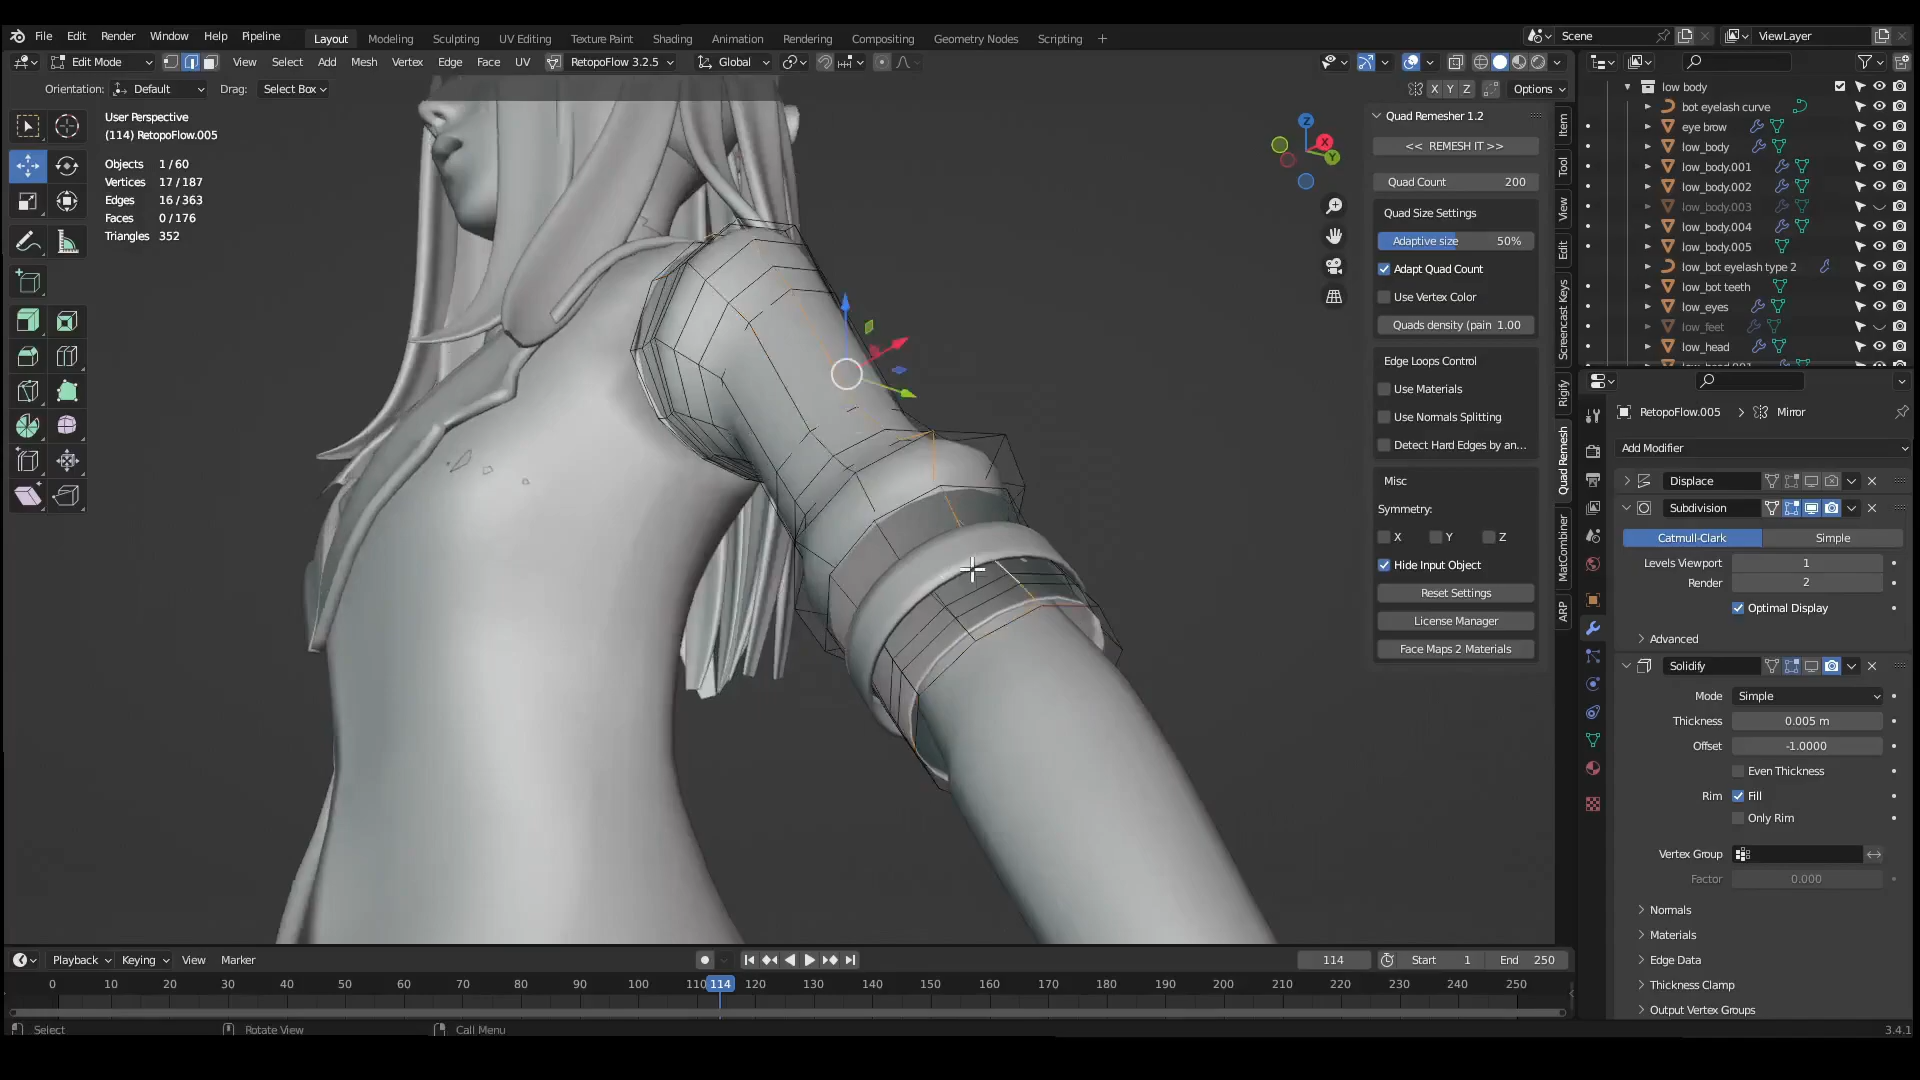 File Edit Render Window Help Pipeline Layout Modeling Sculpting UV Editing Texture Paint Shading Animation Rendering Compositing Geometry Nodes Scripting + Scene ViewLayer
Edit Mode View Select Add Mesh Vertex Edge Face UV RetopoFlow 3.2.5 Global
Orientation: Default Drag: Select Box X Y Z Options
User Perspective
(114) RetopoFlow.005
Objects 1 / 60
Vertices 17 / 187
Edges 16 / 363
Faces 0 / 176
Triangles 352
Z
X
Y
Quad Remesher 1.2
<< REMESH IT >>
Quad Count 200
Quad Size Settings
Adaptive size 50%
Adapt Quad Count
Use Vertex Color
Quads density (pain 1.00
Edge Loops Control
Use Materials
Use Normals Splitting
Detect Hard Edges by an...
Misc
Symmetry:
X Y Z
Hide Input Object
Reset Settings
License Manager
Face Maps 2 Materials
Item
Tool
View
Edit
Screencast Keys
Rigify
Quad Remesh
MatCombiner
ARP
low body
bot eyelash curve
eye brow
low_body
low_body.001
low_body.002
low_body.003
low_body.004
low_body.005
low_bot eyelash type 2
low_bot teeth
low_eyes
low_feet
low_head
RetopoFlow.005 > Mirror
Add Modifier
Displace
Subdivision
Catmull-Clark Simple
Levels Viewport 1
Render 2
Optimal Display
Advanced
Solidify
Mode Simple
Thickness 0.005 m
Offset -1.0000
Even Thickness
Rim Fill
Only Rim
Vertex Group
Factor 0.000
Normals
Materials
Edge Data
Thickness Clamp
Output Vertex Groups
Playback Keying View Marker 114 Start 1 End 250
0 10 20 30 40 50 60 70 80 90 100 110 114 120 130 140 150 160 170 180 190 200 210 220 230 240 250
Select Rotate View Call Menu 3.4.1